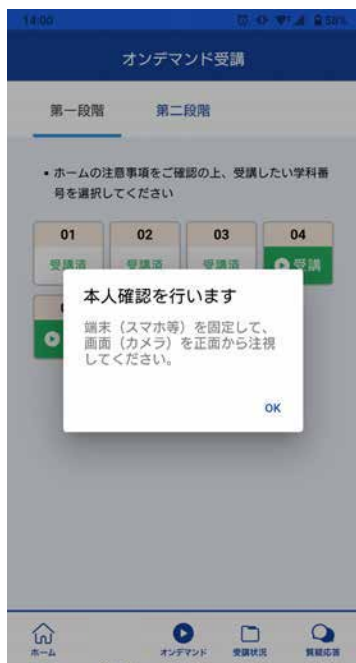 14:00
58%
オンデマンド受講
第一段階 第二段階
• ホームの注意事項をご確認の上、受講したい学科番
号を選択してください
01 02 03 04
受講済 受講済 受講済 受講
本人確認を行います
端末（スマホ等）を固定して、
画面（カメラ）を正面から注視
してください。
OK
ホーム オンデマンド 受講状況 質疑応答